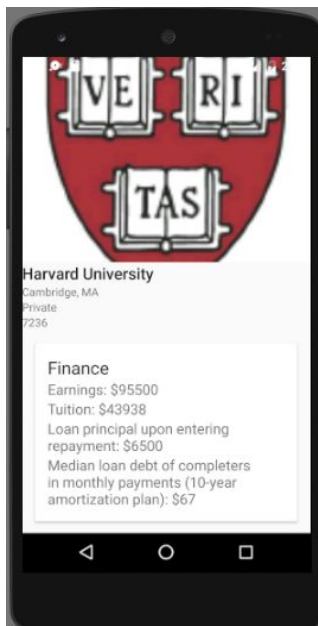 VE RI
TAS
Harvard University
Cambridge, MA
Private
7236
Finance
Earnings: $95500
Tuition: $43938
Loan principal upon entering
repayment: $6500
Median loan debt of completers
in monthly payments (10-year
amortization plan): $67